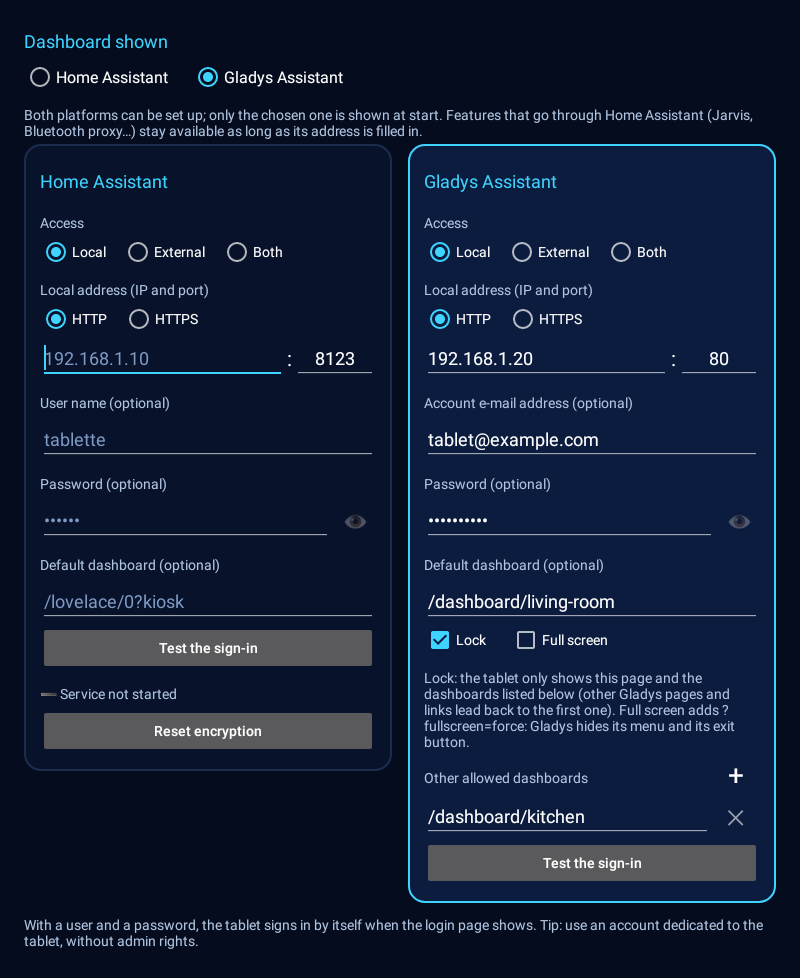 Dashboard shown
Home Assistant
Gladys Assistant
Both platforms can be set up; only the chosen one is shown at start. Features that go through Home Assistant (Jarvis,
Bluetooth proxy…) stay available as long as its address is filled in.
Home Assistant
Access
Local
External
Both
Local address (IP and port)
HTTP
HTTPS
192.168.1.10
:
8123
User name (optional)
tablette
Password (optional)
••••••
Default dashboard (optional)
/lovelace/0?kiosk
Test the sign-in
Service not started
Reset encryption
Gladys Assistant
Access
Local
External
Both
Local address (IP and port)
HTTP
HTTPS
192.168.1.20
:
80
Account e-mail address (optional)
tablet@example.com
Password (optional)
••••••••••
Default dashboard (optional)
/dashboard/living-room
Lock
Full screen
Lock: the tablet only shows this page and the
dashboards listed below (other Gladys pages and
links lead back to the first one). Full screen adds ?
fullscreen=force: Gladys hides its menu and its exit
button.
Other allowed dashboards
+
/dashboard/kitchen
Test the sign-in
With a user and a password, the tablet signs in by itself when the login page shows. Tip: use an account dedicated to the
tablet, without admin rights.